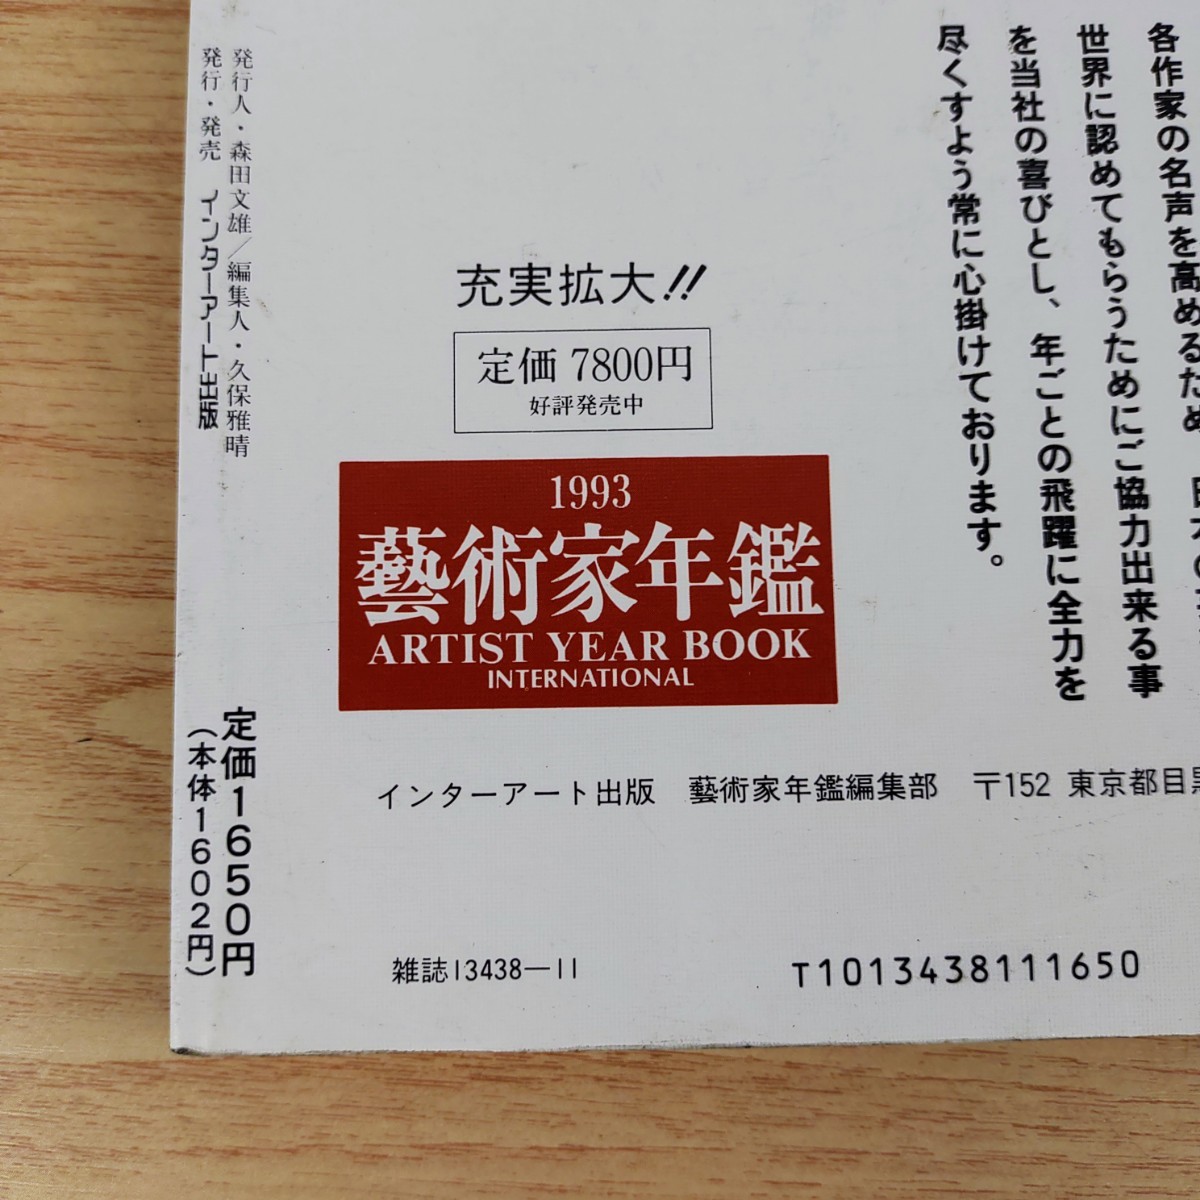 各作家の名声を高めるため
世界に認めてもらうためにご協力出来る事
を当社の喜びとし、年ごとの飛躍に全力を
尽くすよう常に心掛けております。
充実拡大!!
定価 7800円
好評発売中
1993
藝術家年鑑
ARTIST YEAR BOOK
INTERNATIONAL
インターアート出版 藝術家年鑑編集部 〒152 東京都目黒
雑誌13438-11
T1013438111650
発行人・森田文雄/編集人・久保雅晴
発行・発売 インターアート出版
定価1650円
(本体1602円)